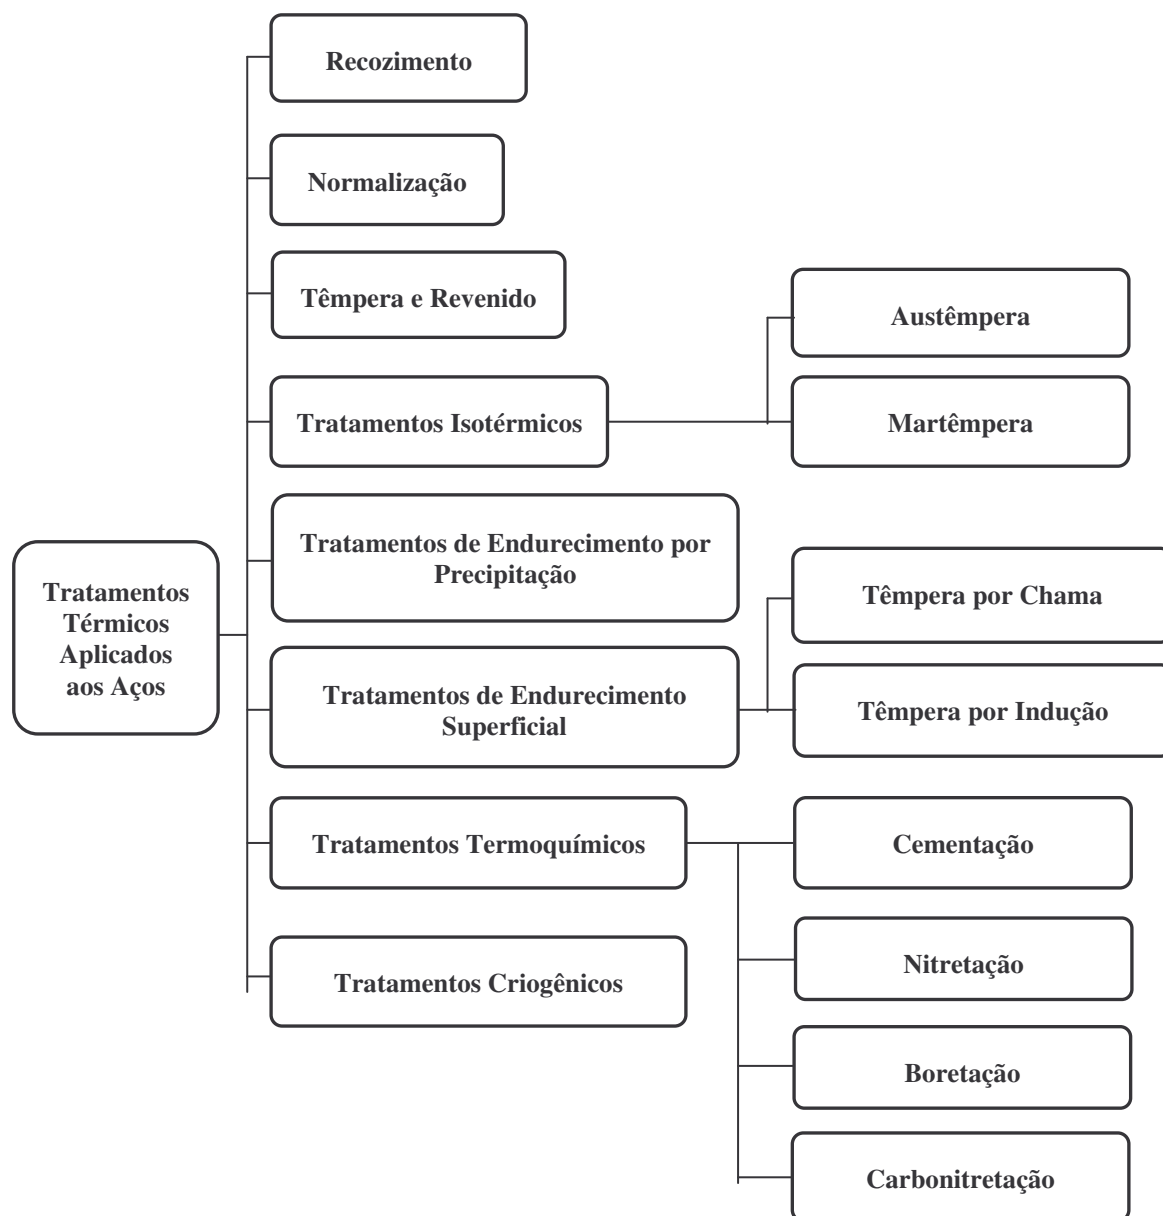 Recozimento
Normalização
Têmpera e Revenido
Austêmpera
Tratamentos Isotérmicos
Martêmpera
Tratamentos de Endurecimento por
Precipitação
Tratamentos
Térmicos
Aplicados
aos Aços
Têmpera por Chama
Tratamentos de Endurecimento
Superficial
Têmpera por Indução
Tratamentos Termoquímicos
Cementação
Nitretação
Tratamentos Criogênicos
Boretação
Carbonitretação